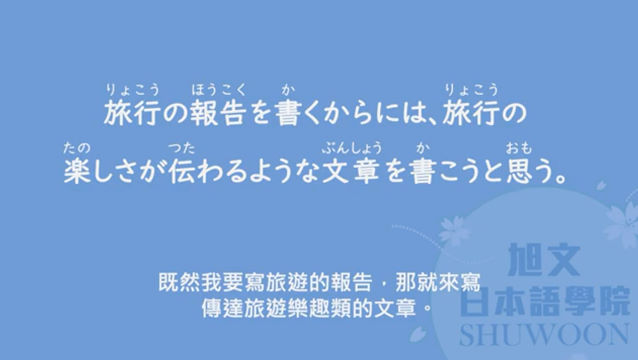 りょこう ほうこく か りょこう
旅行の報告を書くからには、旅行の
たの つた ぶんしょう か おも
楽しさが伝わるような文章を書こうと思う。
既然我要寫旅遊的報告，那就來寫
傳達旅遊樂趣類的文章。
旭文
日本語學院
SHUWOON